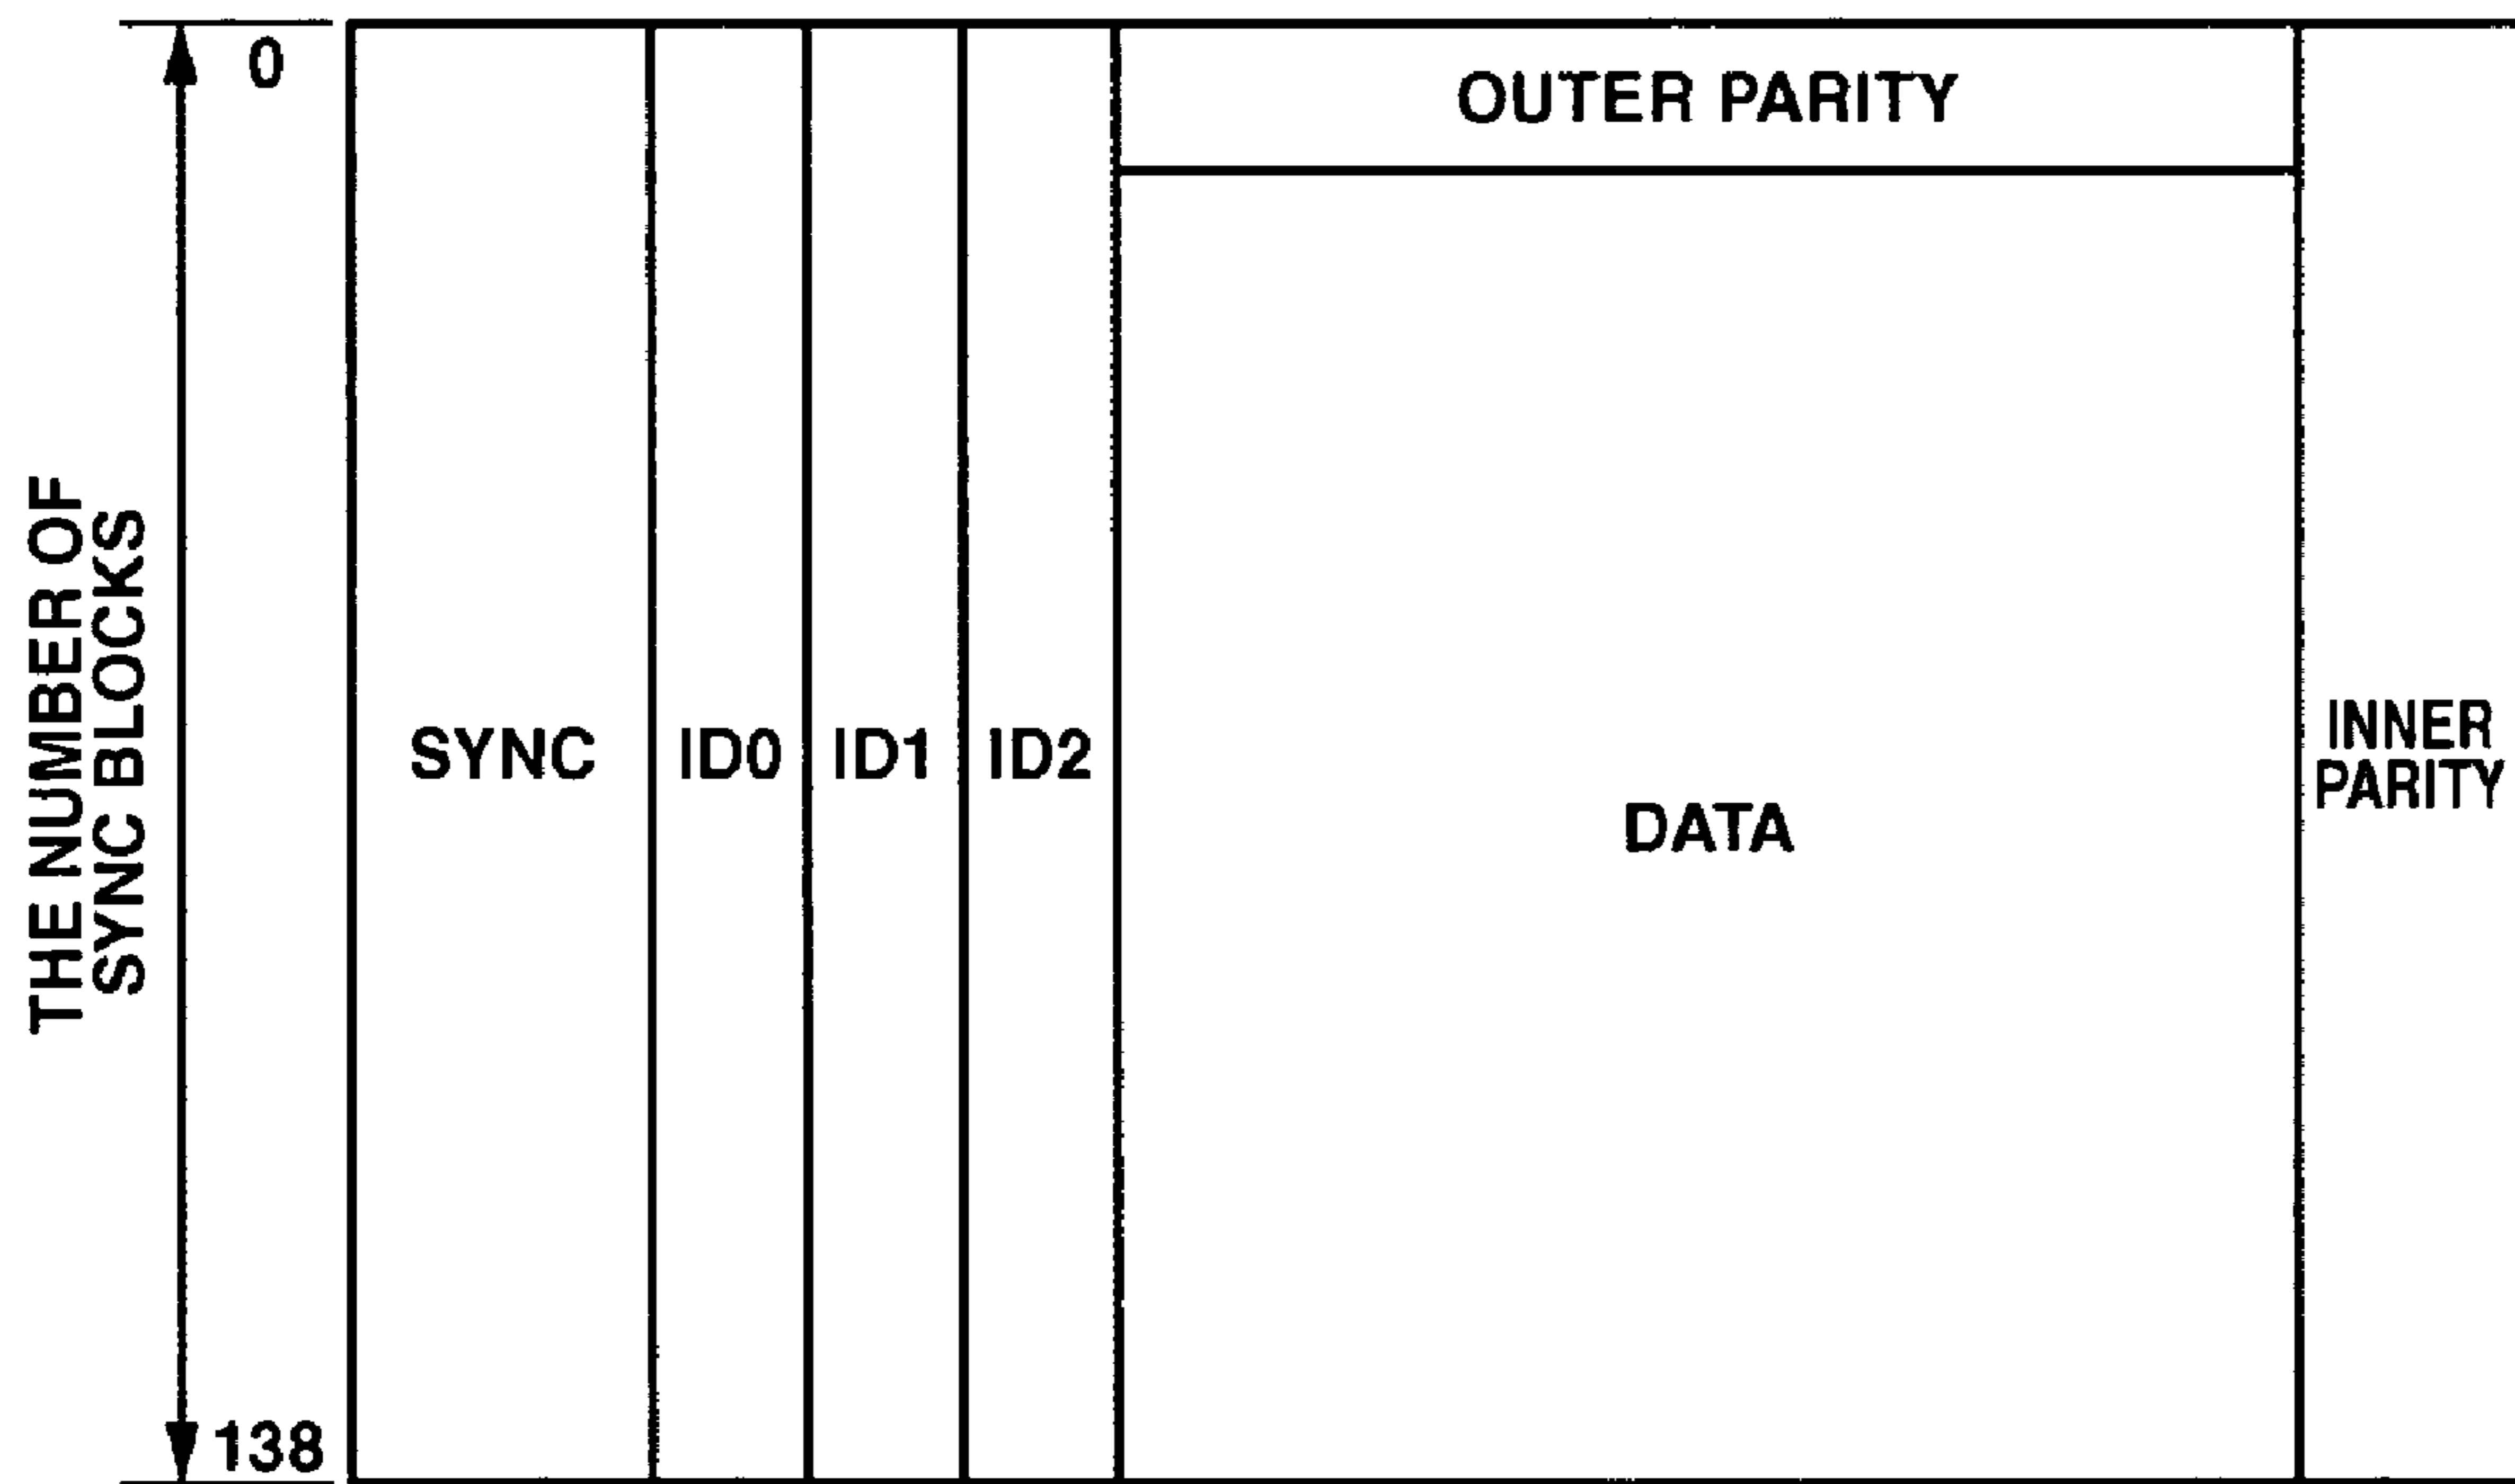 0
OUTER PARITY
THE NUMBER OF
SYNC BLOCKS
SYNC
ID0
ID1
ID2
DATA
INNER
PARITY
138